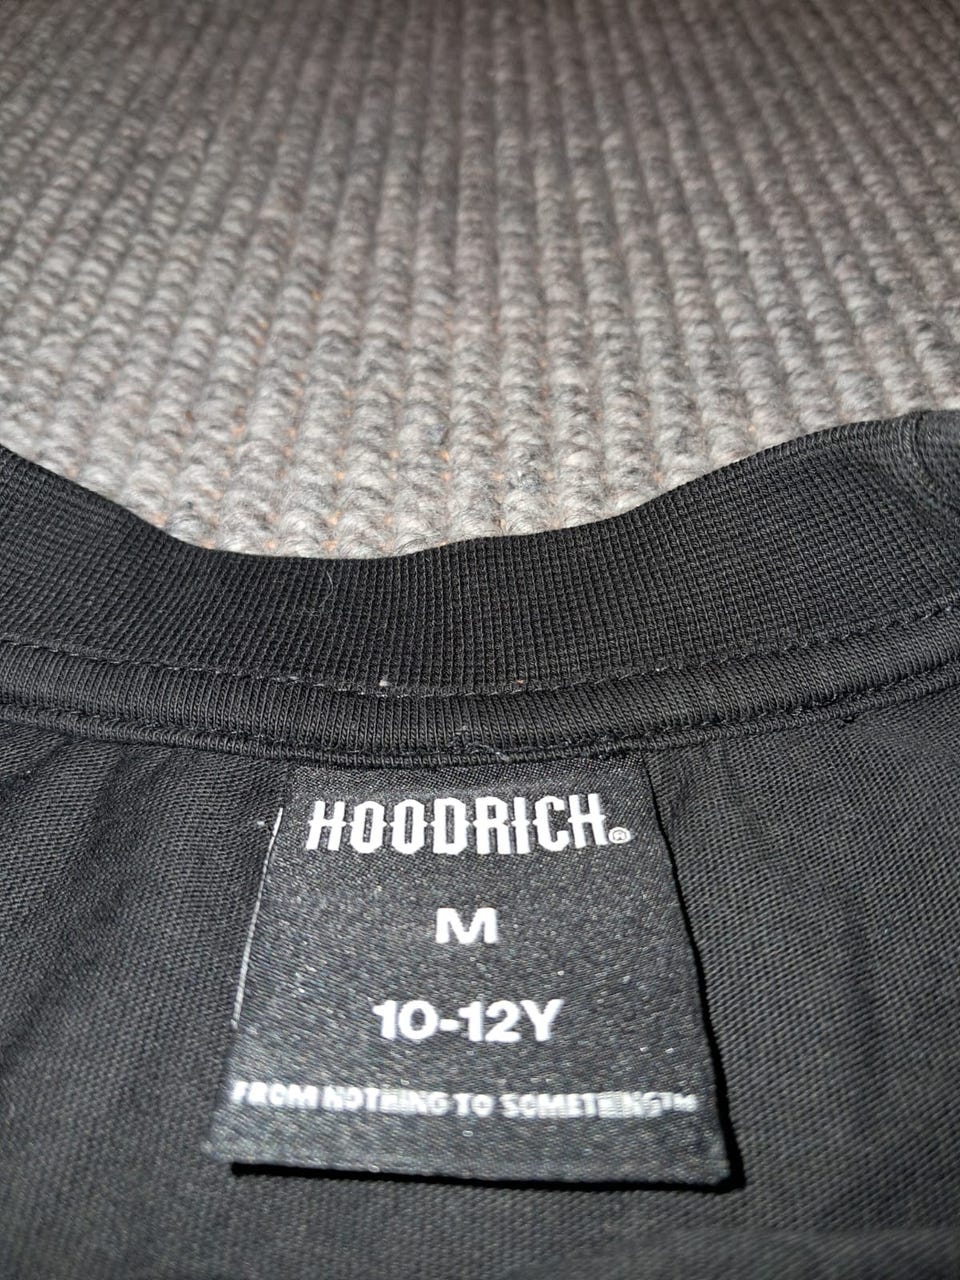 HOODRICH®
M
10-12Y
FROM NOTHING TO SOMETHING™